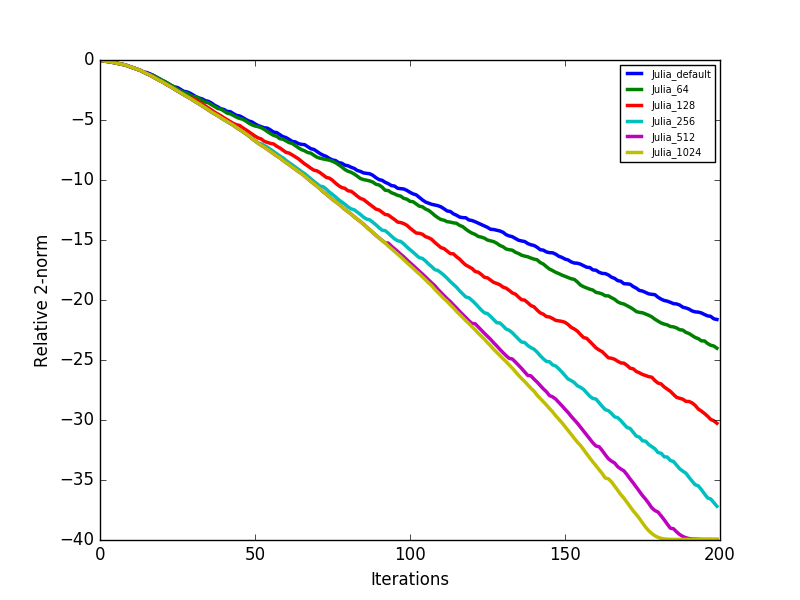 0
−5
−10
−15
−20
−25
−30
−35
−40
Relative 2-norm
0
50
100
150
200
Iterations
Julia_default
Julia_64
Julia_128
Julia_256
Julia_512
Julia_1024